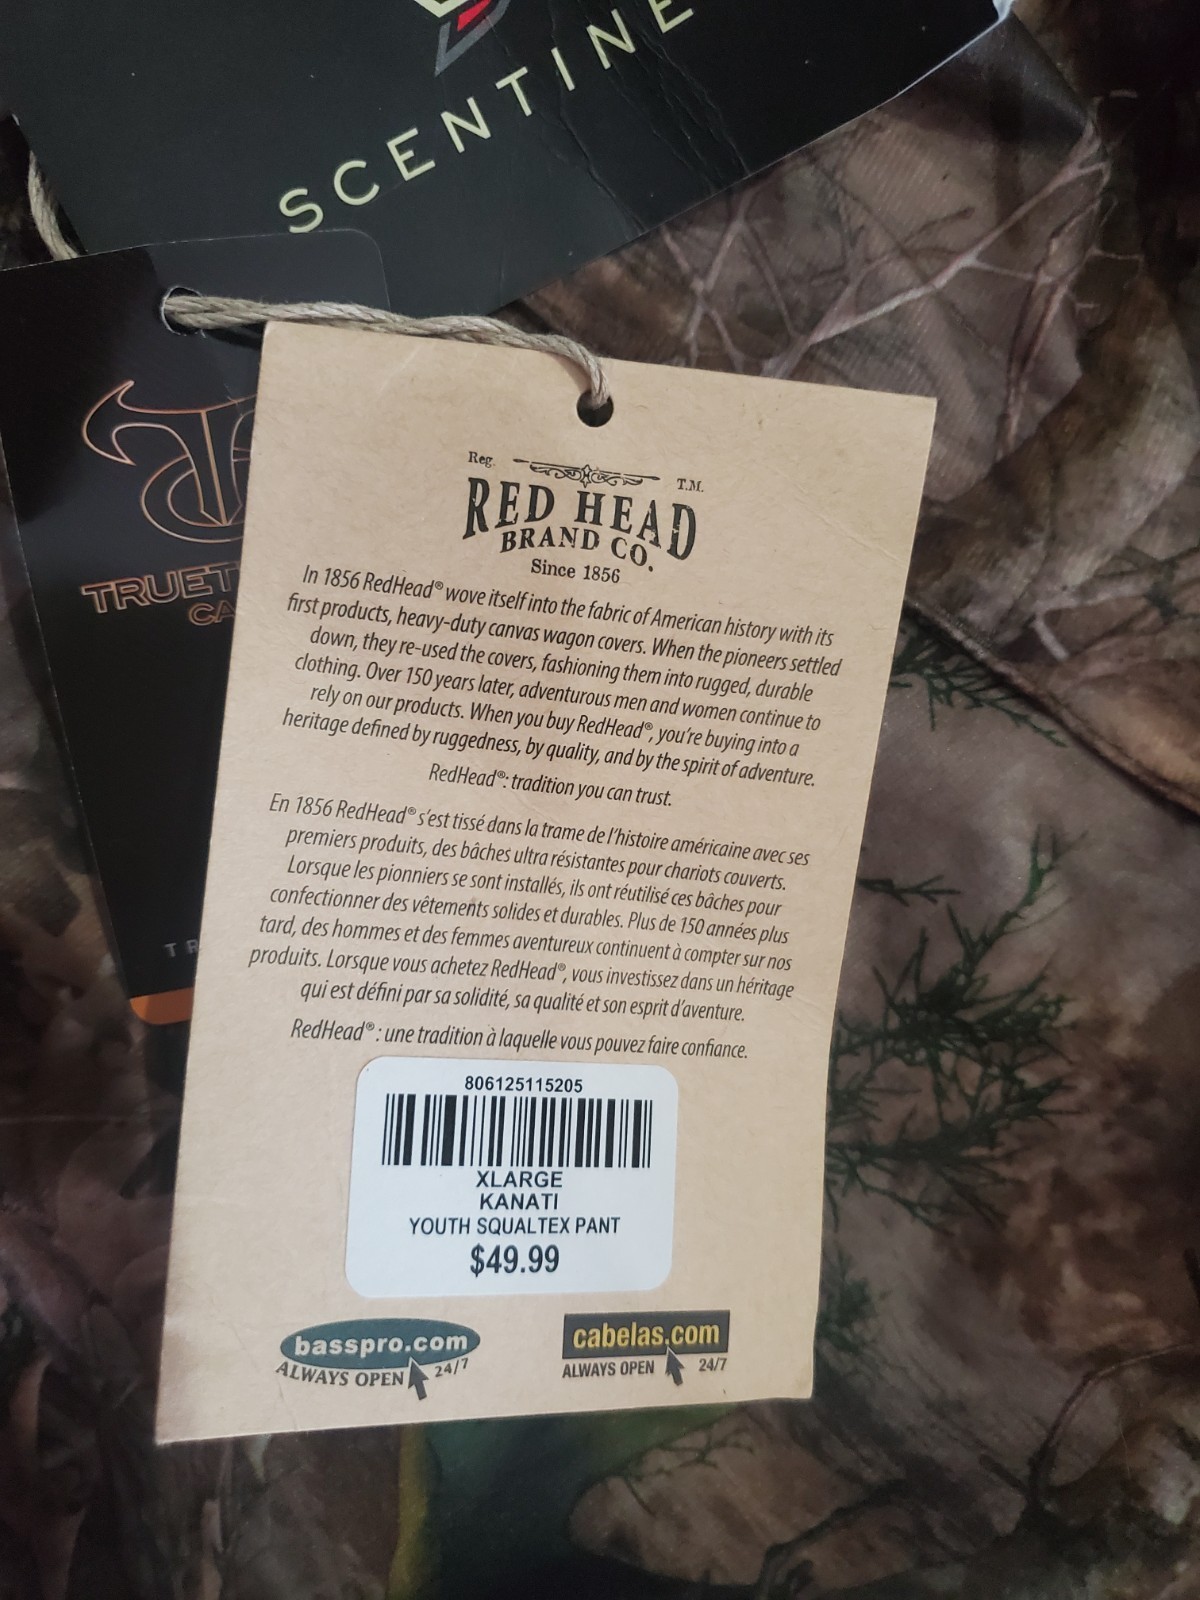 SCENTINE
TRUET
CA
TR
Reg. T.M.
RED HEAD
BRAND CO.
Since 1856
In 1856 RedHead® wove itself into the fabric of American history with its
first products, heavy-duty canvas wagon covers. When the pioneers settled
down, they re-used the covers, fashioning them into rugged, durable
clothing. Over 150 years later, adventurous men and women continue to
rely on our products. When you buy RedHead®, you're buying into a
heritage defined by ruggedness, by quality, and by the spirit of adventure.
RedHead®: tradition you can trust.
En 1856 RedHead® s'est tissé dans la trame de l'histoire américaine avec ses
premiers produits, des bâches ultra résistantes pour chariots couverts.
Lorsque les pionniers se sont installés, ils ont réutilisé ces bâches pour
confectionner des vêtements solides et durables. Plus de 150 années plus
tard, des hommes et des femmes aventureux continuent à compter sur nos
produits. Lorsque vous achetez RedHead®, vous investissez dans un héritage
qui est défini par sa solidité, sa qualité et son esprit d'aventure.
RedHead® : une tradition à laquelle vous pouvez faire confiance.
806125115205
XLARGE
KANATI
YOUTH SQUALTEX PANT
$49.99
basspro.com
ALWAYS OPEN 24/7
cabelas.com
ALWAYS OPEN 24/7